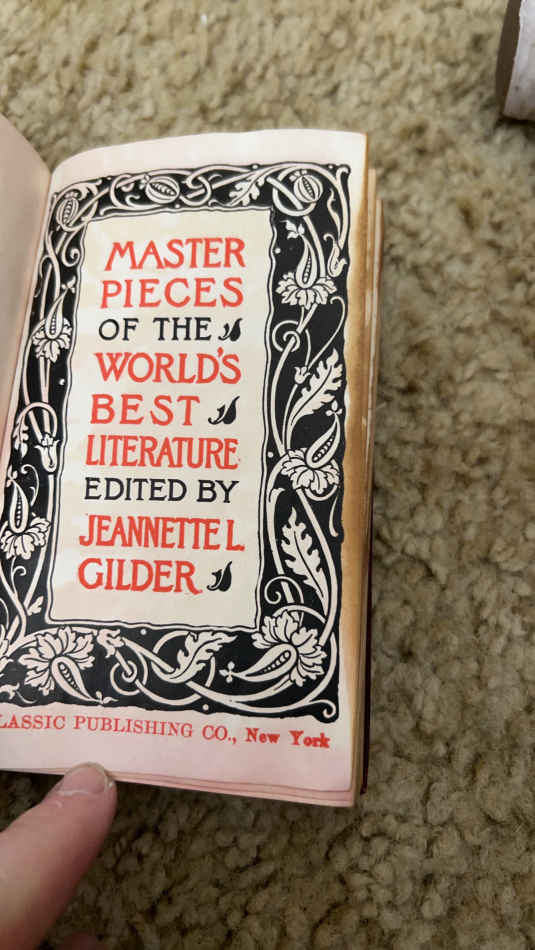 MASTER
PIECES
OF THE
WORLD'S
BEST
LITERATURE
EDITED BY
JEANNETTE L.
GILDER
LASSIC PUBLISHING CO., New York